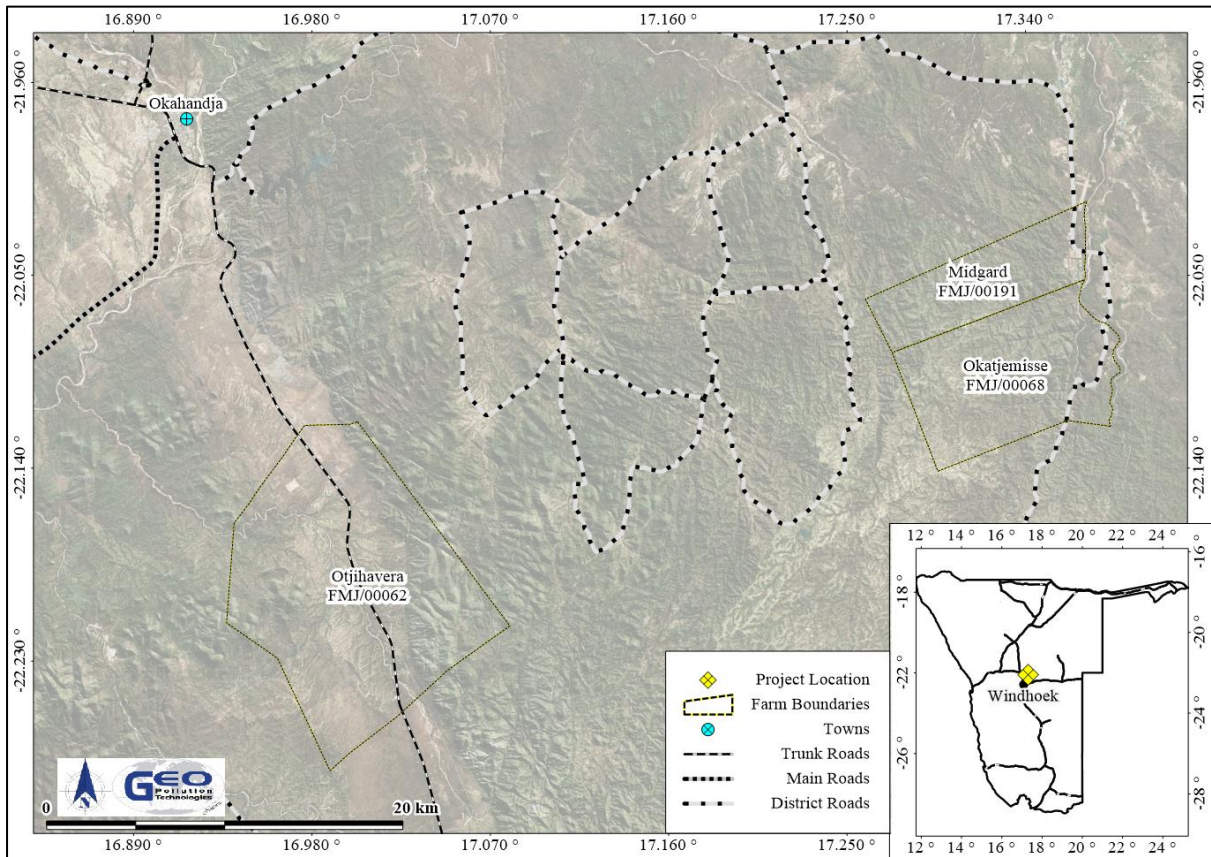 16.890 °
16.980 °
17.070 °
17.160 °
17.250 °
17.340 °
-21.960 °
-21.960 °
Okahandja
-22.050 °
-22.050 °
Midgard
FMJ/00191
Okatjemisse
FMJ/00068
-22.140 °
-22.140 °
Otjihavera
FMJ/00062
-22.230 °
12 °
14 °
16 °
18 °
20 °
22 °
24 °
-16 °
-18 °
-20 °
-22 °
Windhoek
-24 °
-26 °
-28 °
12 °
14 °
16 °
18 °
20 °
22 °
24 °
Project Location
Farm Boundaries
Towns
Trunk Roads
Main Roads
District Roads
GEO
Pollution
Technologies
0
20 km
16.890 °
16.980 °
17.070 °
17.160 °
17.250 °
17.340 °